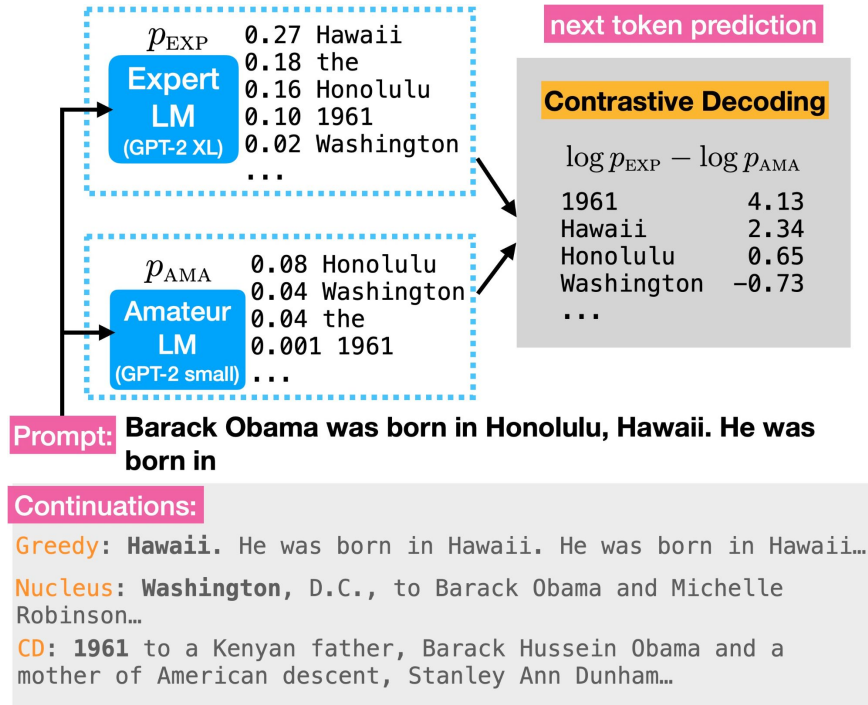 p_EXP
Expert
LM
(GPT-2 XL)
0.27 Hawaii
0.18 the
0.16 Honolulu
0.10 1961
0.02 Washington
...
p_AMA
Amateur
LM
(GPT-2 small)
0.08 Honolulu
0.04 Washington
0.04 the
0.001 1961
...
next token prediction
Contrastive Decoding
log p_EXP − log p_AMA
1961 4.13
Hawaii 2.34
Honolulu 0.65
Washington −0.73
...
Prompt: Barack Obama was born in Honolulu, Hawaii. He was
born in
Continuations:
Greedy: Hawaii. He was born in Hawaii. He was born in Hawaii…
Nucleus: Washington, D.C., to Barack Obama and Michelle
Robinson…
CD: 1961 to a Kenyan father, Barack Hussein Obama and a
mother of American descent, Stanley Ann Dunham…